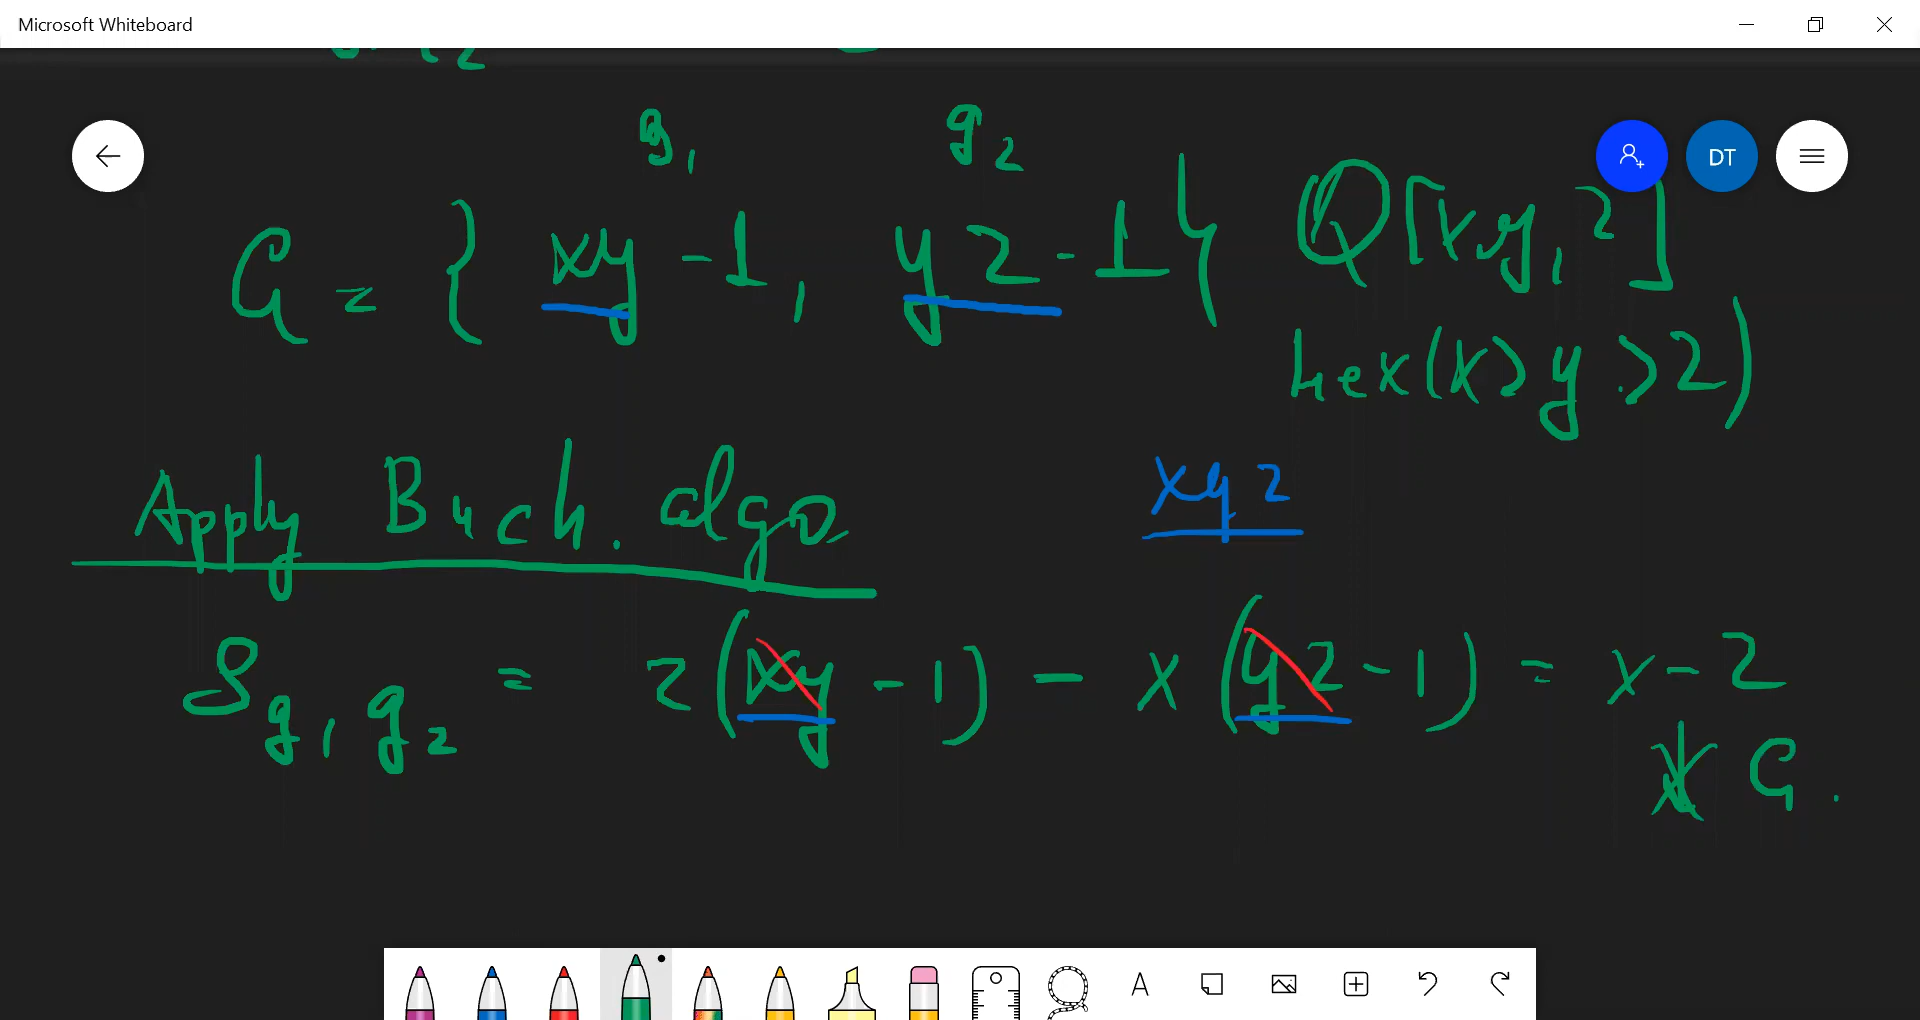 Microsoft Whiteboard
g₁ g₂
DT
G = { xy - 1, yz - 1 } Q[x,y,z]
Lex(x > y > z)
Apply Buch. algo.
xyz
S g₁, g₂ = z(xy - 1) - x(yz - 1) = x - z
G.
A